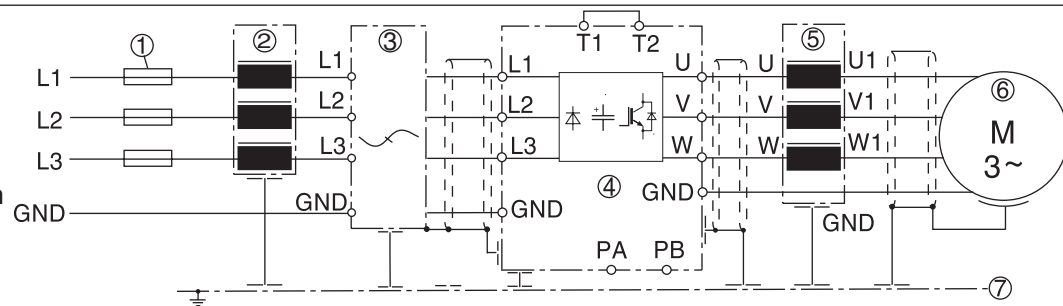 T1 T2
① ② ③ ⑤
L1 L1 L1 U U U1 ⑥
L2 L2 L2 V V V1 M
L3 L3 L3 W W W1 3~
④
GND GND GND GND GND
PA PB
⑦